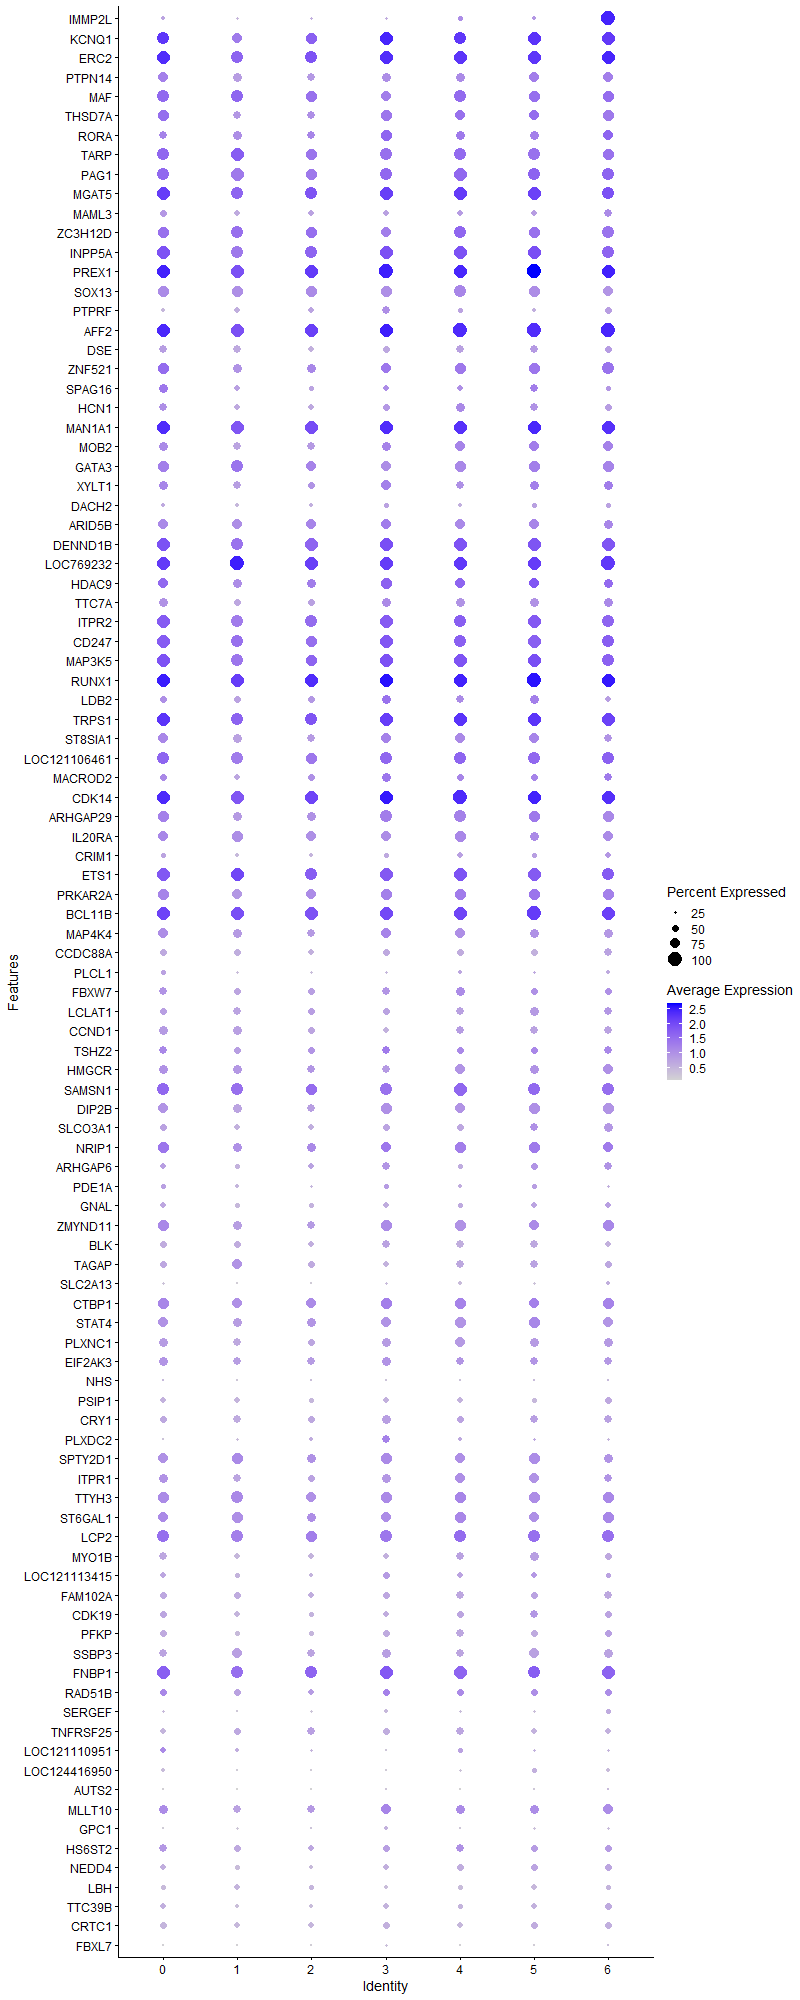 IMMP2L
KCNQ1
ERC2
PTPN14
MAF
THSD7A
RORA
TARP
PAG1
MGAT5
MAML3
ZC3H12D
INPP5A
PREX1
SOX13
PTPRF
AFF2
DSE
ZNF521
SPAG16
HCN1
MAN1A1
MOB2
GATA3
XYLT1
DACH2
ARID5B
DENND1B
LOC769232
HDAC9
TTC7A
ITPR2
CD247
MAP3K5
RUNX1
LDB2
TRPS1
ST8SIA1
LOC121106461
MACROD2
CDK14
ARHGAP29
IL20RA
CRIM1
ETS1
PRKAR2A
BCL11B
MAP4K4
CCDC88A
PLCL1
FBXW7
LCLAT1
CCND1
TSHZ2
HMGCR
SAMSN1
DIP2B
SLCO3A1
NRIP1
ARHGAP6
PDE1A
GNAL
ZMYND11
BLK
TAGAP
SLC2A13
CTBP1
STAT4
PLXNC1
EIF2AK3
NHS
PSIP1
CRY1
PLXDC2
SPTY2D1
ITPR1
TTYH3
ST6GAL1
LCP2
MYO1B
LOC121113415
FAM102A
CDK19
PFKP
SSBP3
FNBP1
RAD51B
SERGEF
TNFRSF25
LOC121110951
LOC124416950
AUTS2
MLLT10
GPC1
HS6ST2
NEDD4
LBH
TTC39B
CRTC1
FBXL7
Features
0 1 2 3 4 5 6
Identity
Percent Expressed
25
50
75
100
Average Expression
2.5
2.0
1.5
1.0
0.5